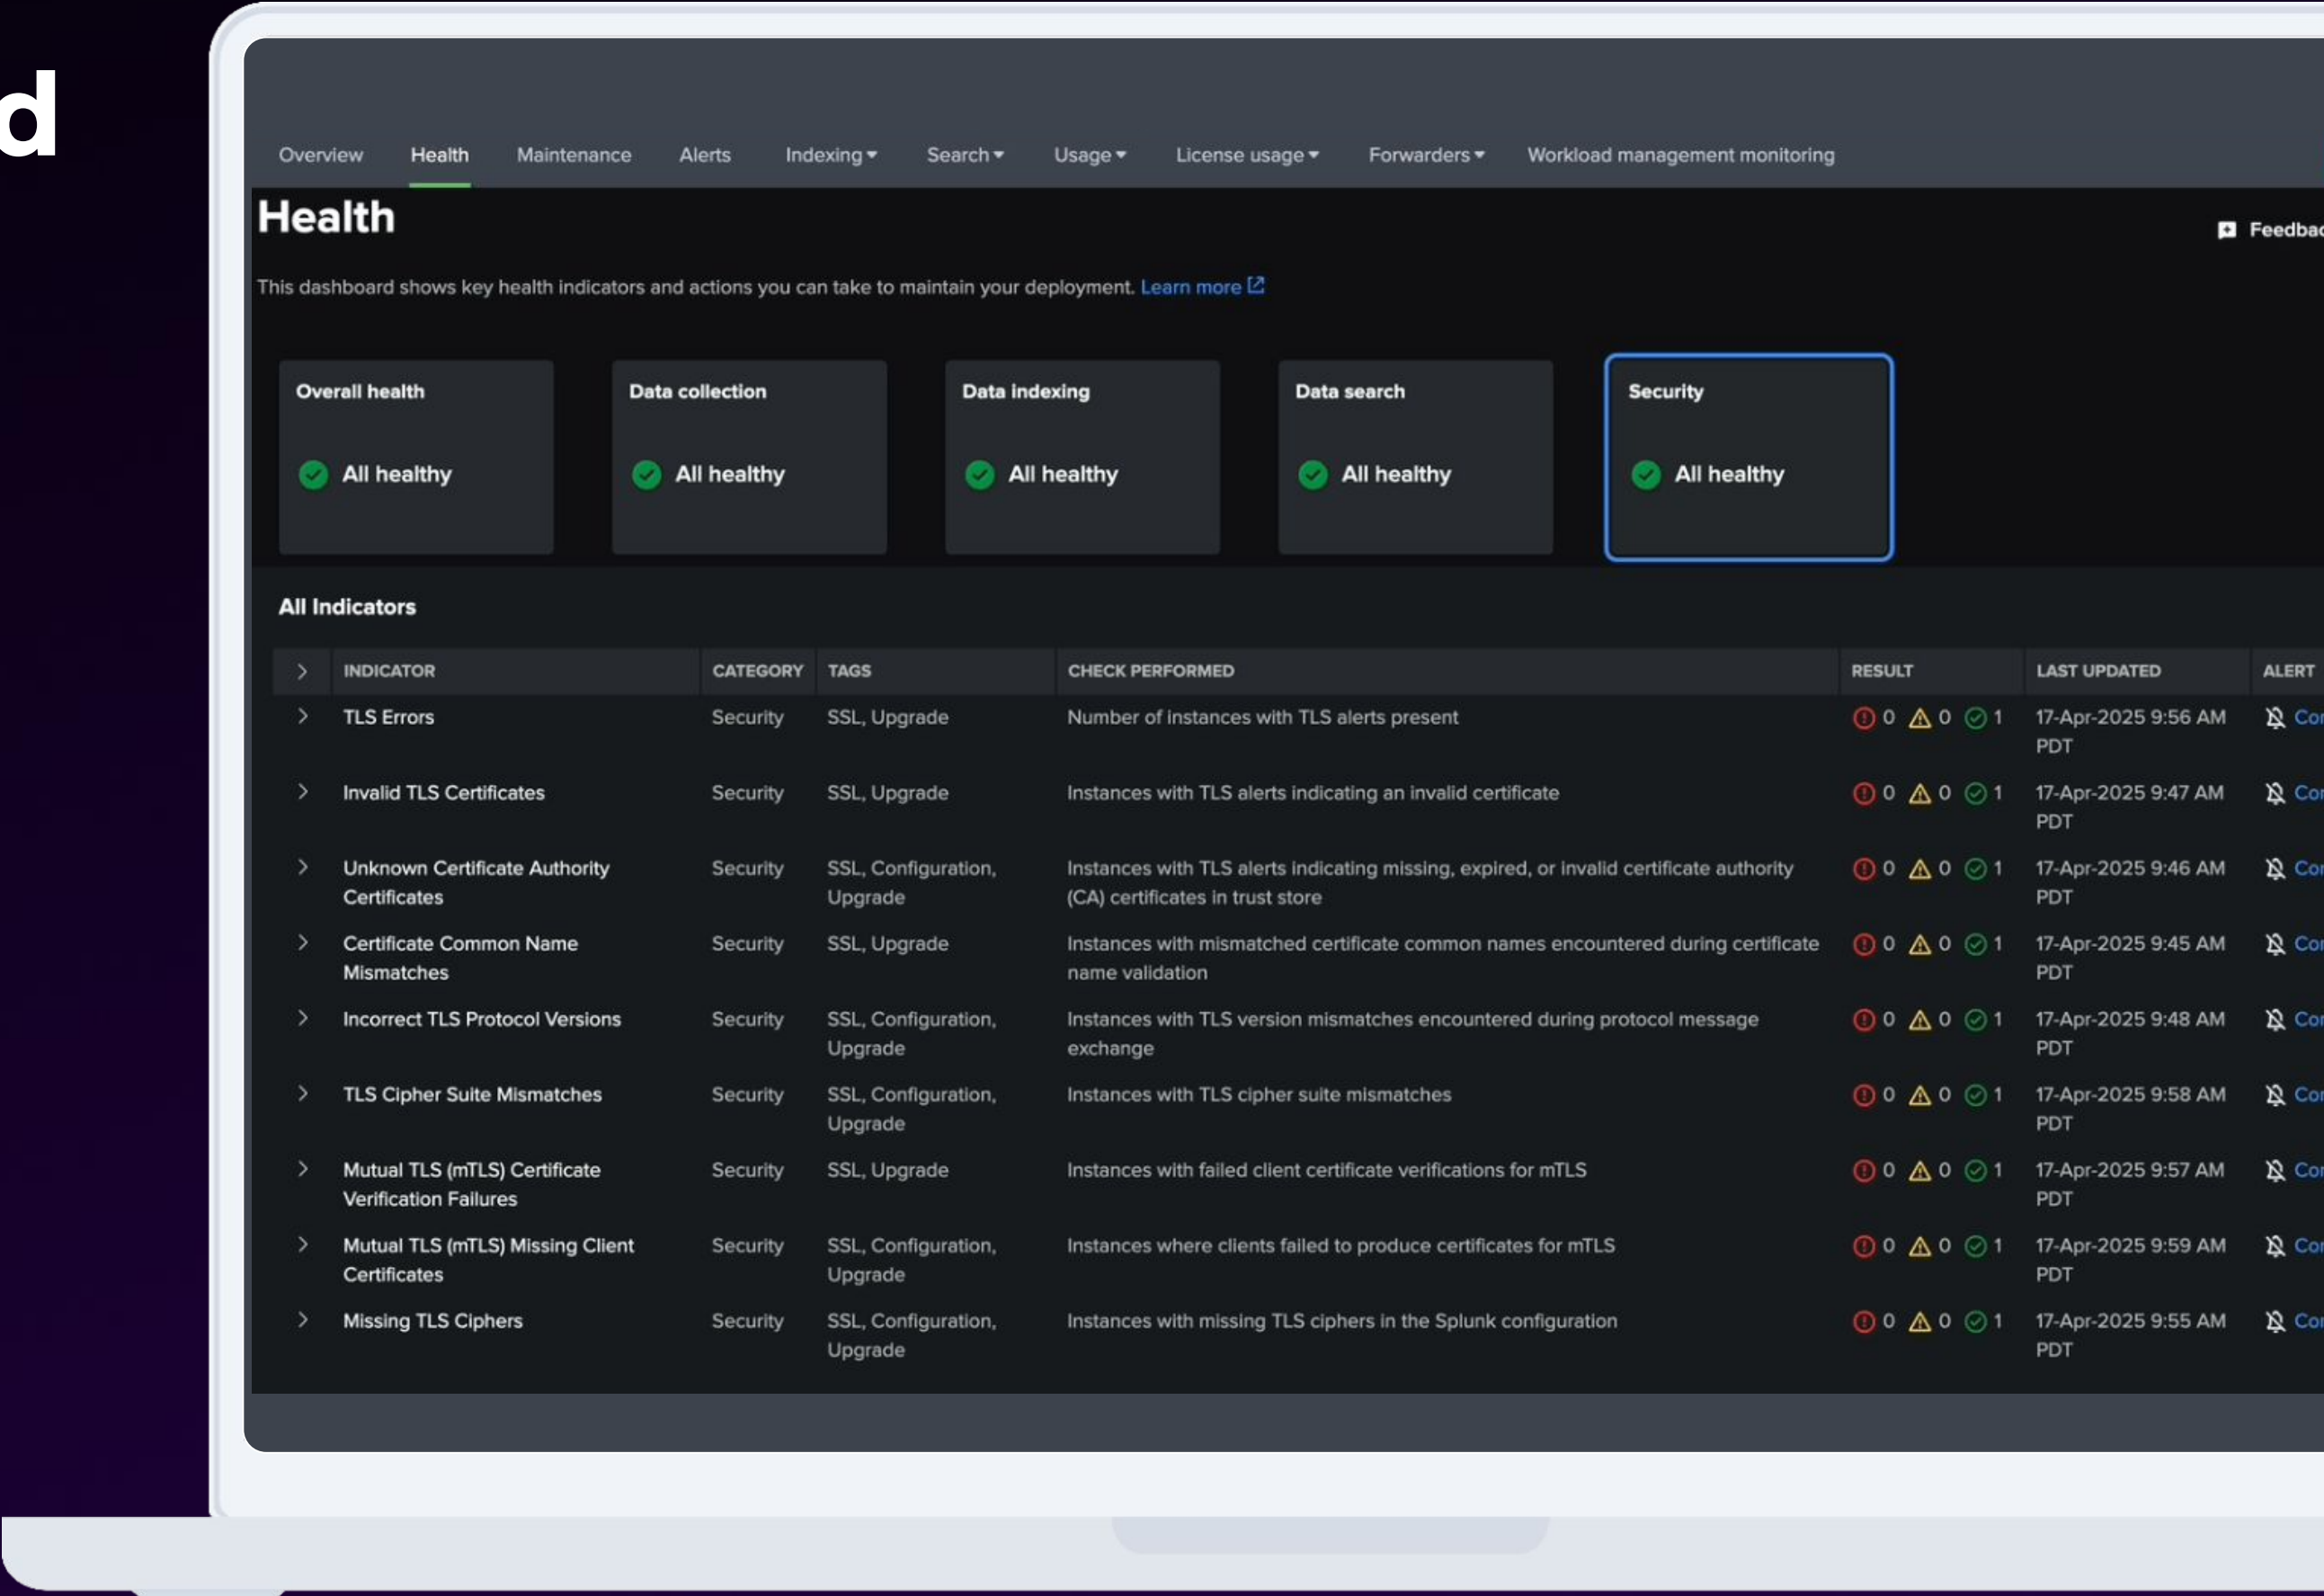 d
Overview Health Maintenance Alerts Indexing Search Usage License usage Forwarders Workload management monitoring
Health
Feedbac
This dashboard shows key health indicators and actions you can take to maintain your deployment. Learn more
Overall health Data collection Data indexing Data search Security
All healthy All healthy All healthy All healthy All healthy
All Indicators
INDICATOR CATEGORY TAGS CHECK PERFORMED RESULT LAST UPDATED ALERT
TLS Errors Security SSL, Upgrade Number of instances with TLS alerts present 0 0 1 17-Apr-2025 9:56 AM Cor
PDT
Invalid TLS Certificates Security SSL, Upgrade Instances with TLS alerts indicating an invalid certificate 0 0 1 17-Apr-2025 9:47 AM Cor
PDT
Unknown Certificate Authority Security SSL, Configuration, Instances with TLS alerts indicating missing, expired, or invalid certificate authority 0 0 1 17-Apr-2025 9:46 AM Cor
Certificates Upgrade (CA) certificates in trust store PDT
Certificate Common Name Security SSL, Upgrade Instances with mismatched certificate common names encountered during certificate 0 0 1 17-Apr-2025 9:45 AM Cor
Mismatches name validation PDT
Incorrect TLS Protocol Versions Security SSL, Configuration, Instances with TLS version mismatches encountered during protocol message 0 0 1 17-Apr-2025 9:48 AM Cor
Upgrade exchange PDT
TLS Cipher Suite Mismatches Security SSL, Configuration, Instances with TLS cipher suite mismatches 0 0 1 17-Apr-2025 9:58 AM Cor
Upgrade PDT
Mutual TLS (mTLS) Certificate Security SSL, Upgrade Instances with failed client certificate verifications for mTLS 0 0 1 17-Apr-2025 9:57 AM Cor
Verification Failures PDT
Mutual TLS (mTLS) Missing Client Security SSL, Configuration, Instances where clients failed to produce certificates for mTLS 0 0 1 17-Apr-2025 9:59 AM Cor
Certificates Upgrade PDT
Missing TLS Ciphers Security SSL, Configuration, Instances with missing TLS ciphers in the Splunk configuration 0 0 1 17-Apr-2025 9:55 AM Cor
Upgrade PDT